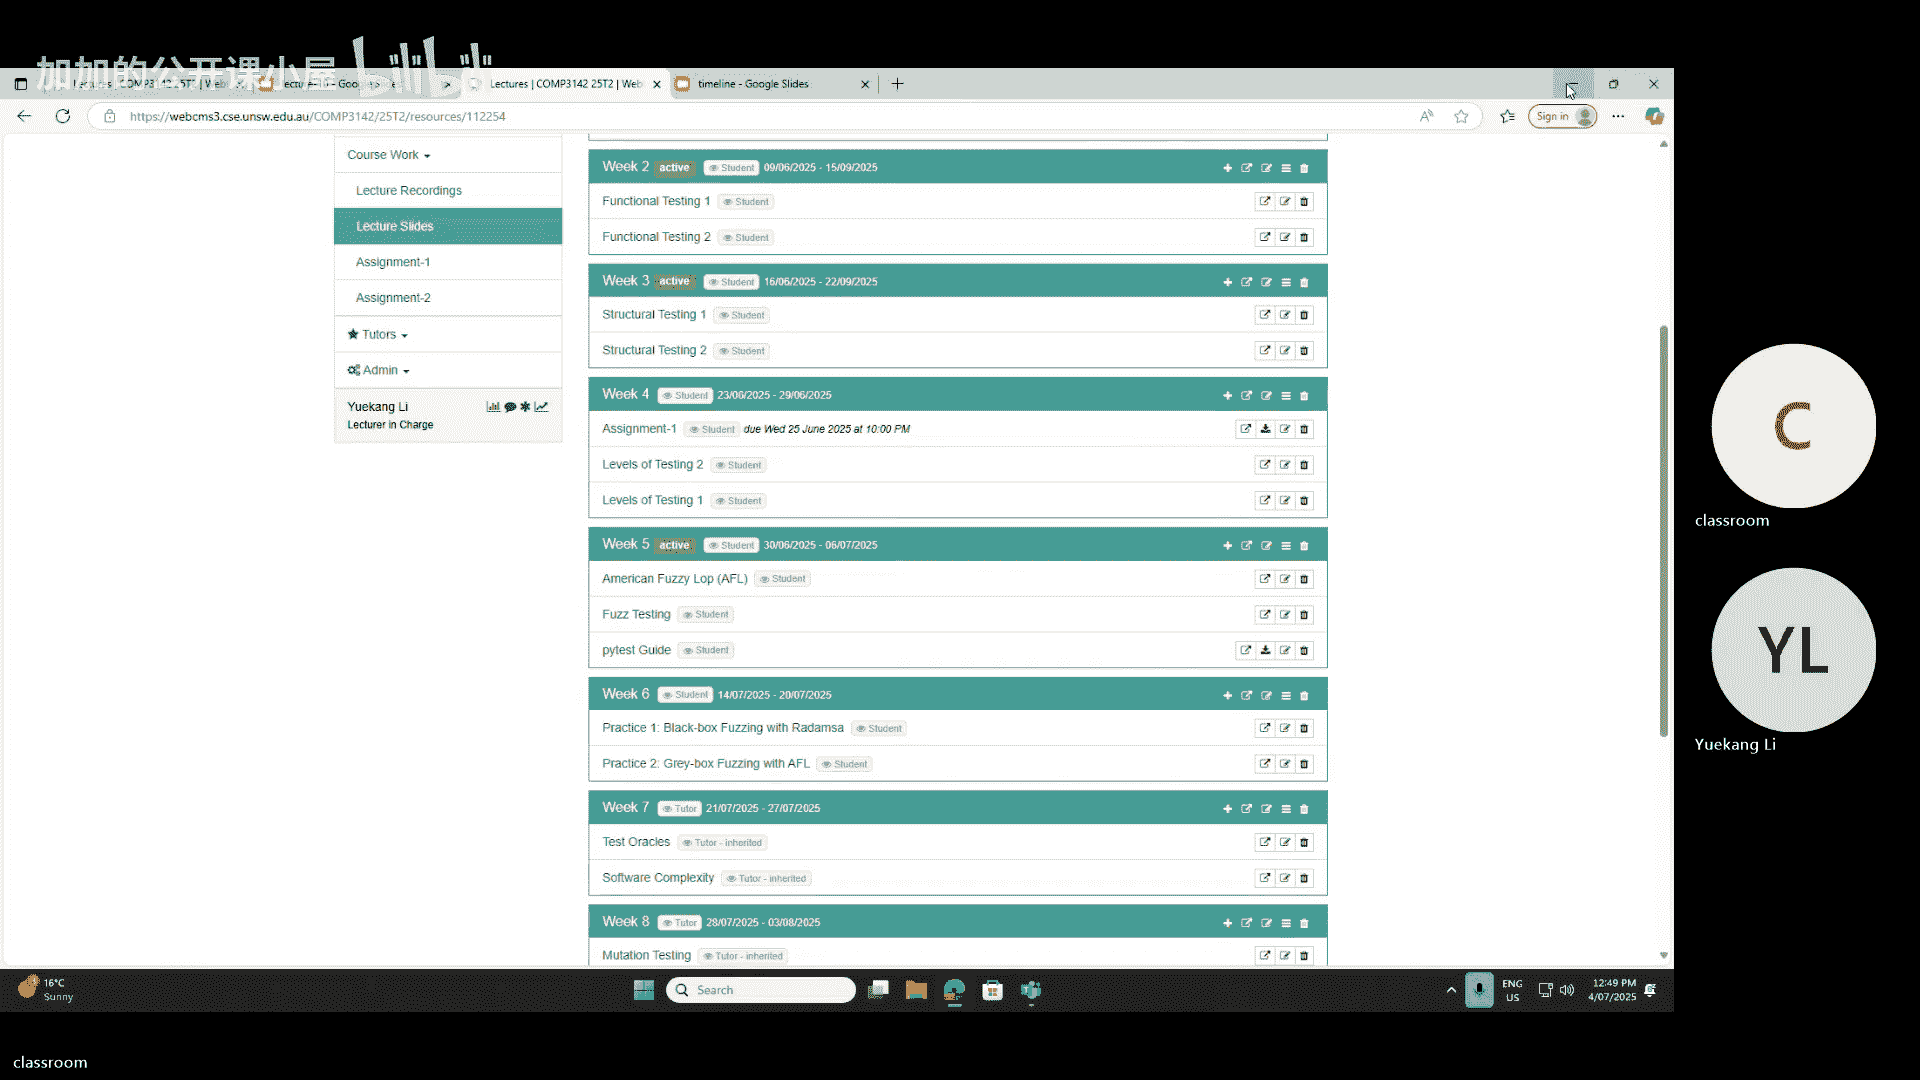 加加的公开课小屋 bilibili
Lectures | COMP3142 25T2 | Web
Lectures | COMP3142 25T2 | Web
timeline - Google Slides
https://webcms3.cse.unsw.edu.au/COMP3142/25T2/resources/112254
Sign in
Course Work
Lecture Recordings
Lecture Slides
Assignment-1
Assignment-2
Tutors
Admin
Yuekang Li
Lecturer in Charge
Week 2 active Student 09/06/2025 - 15/09/2025
Functional Testing 1 Student
Functional Testing 2 Student
Week 3 active Student 16/06/2025 - 22/09/2025
Structural Testing 1 Student
Structural Testing 2 Student
Week 4 Student 23/06/2025 - 29/06/2025
Assignment-1 Student due Wed 25 June 2025 at 10:00 PM
Levels of Testing 2 Student
Levels of Testing 1 Student
Week 5 active Student 30/06/2025 - 06/07/2025
American Fuzzy Lop (AFL) Student
Fuzz Testing Student
pytest Guide Student
Week 6 Student 14/07/2025 - 20/07/2025
Practice 1: Black-box Fuzzing with Radamsa Student
Practice 2: Grey-box Fuzzing with AFL Student
Week 7 Tutor 21/07/2025 - 27/07/2025
Test Oracles Tutor - inherited
Software Complexity Tutor - inherited
Week 8 Tutor 28/07/2025 - 03/08/2025
Mutation Testing Tutor - inherited
C
classroom
YL
Yuekang Li
16°C
Sunny
Search
ENG
US
12:49 PM
4/07/2025
classroom